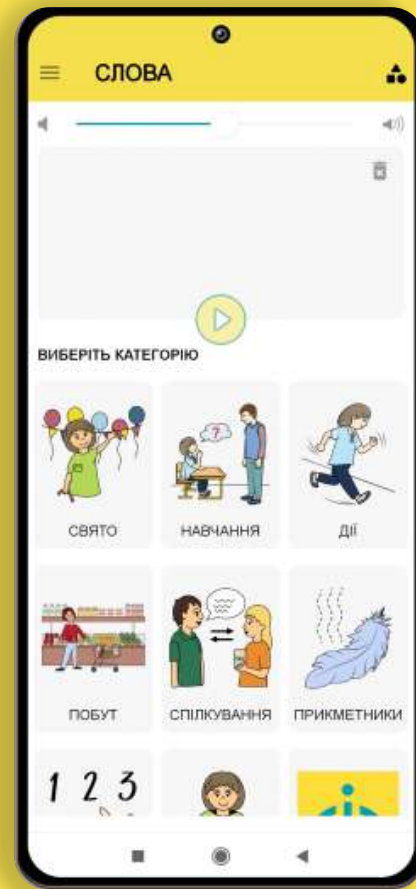 СЛОВА
ВИБЕРІТЬ КАТЕГОРІЮ
?
СВЯТО
НАВЧАННЯ
ДІЇ
ПОБУТ
СПІЛКУВАННЯ
ПРИКМЕТНИКИ
1 2 3